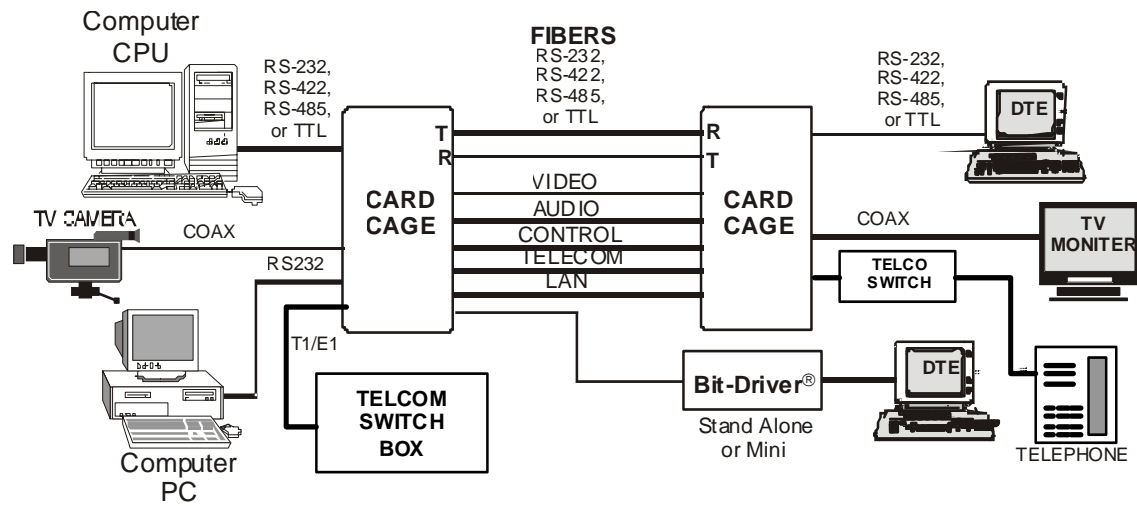 Computer
CPU
RS-232,
RS-422,
RS-485,
or TTL
FIBERS
RS-232,
RS-422,
RS-485,
or TTL
RS-232,
RS-422,
RS-485,
or TTL
DTE
T
R
R
T
CARD
CAGE
VIDEO
AUDIO
CONTROL
TELECOM
LAN
CARD
CAGE
TV CAMERA
COAX
RS232
COAX
TV
MONITER
TELCO
SWITCH
T1/E1
TELCOM
SWITCH
BOX
Bit-Driver®
Stand Alone
or Mini
DTE
TELEPHONE
Computer
PC